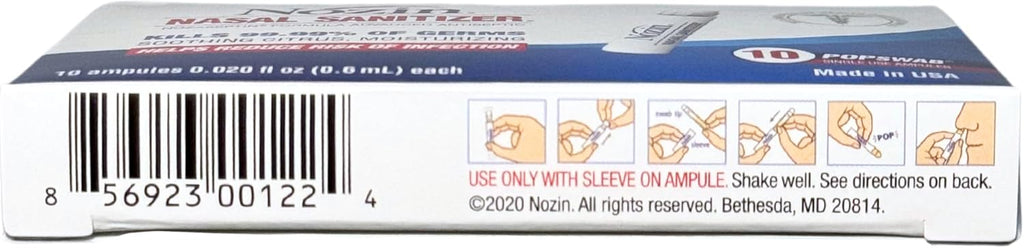 Nozin
NASAL SANITIZER
KILLS 99.99% OF GERMS
SOOTHING CITRUS, MOISTURIZING
HELPS REDUCE RISK OF INFECTION
10 ampules 0.020 fl oz (0.6 mL) each
Nozin
10 POPSWAB
SINGLE USE AMPULES
Made in USA
swab tip
sleeve
POP!
USE ONLY WITH SLEEVE ON AMPULE. Shake well. See directions on back.
©2020 Nozin. All rights reserved. Bethesda, MD 20814.
8 56923 00122 4